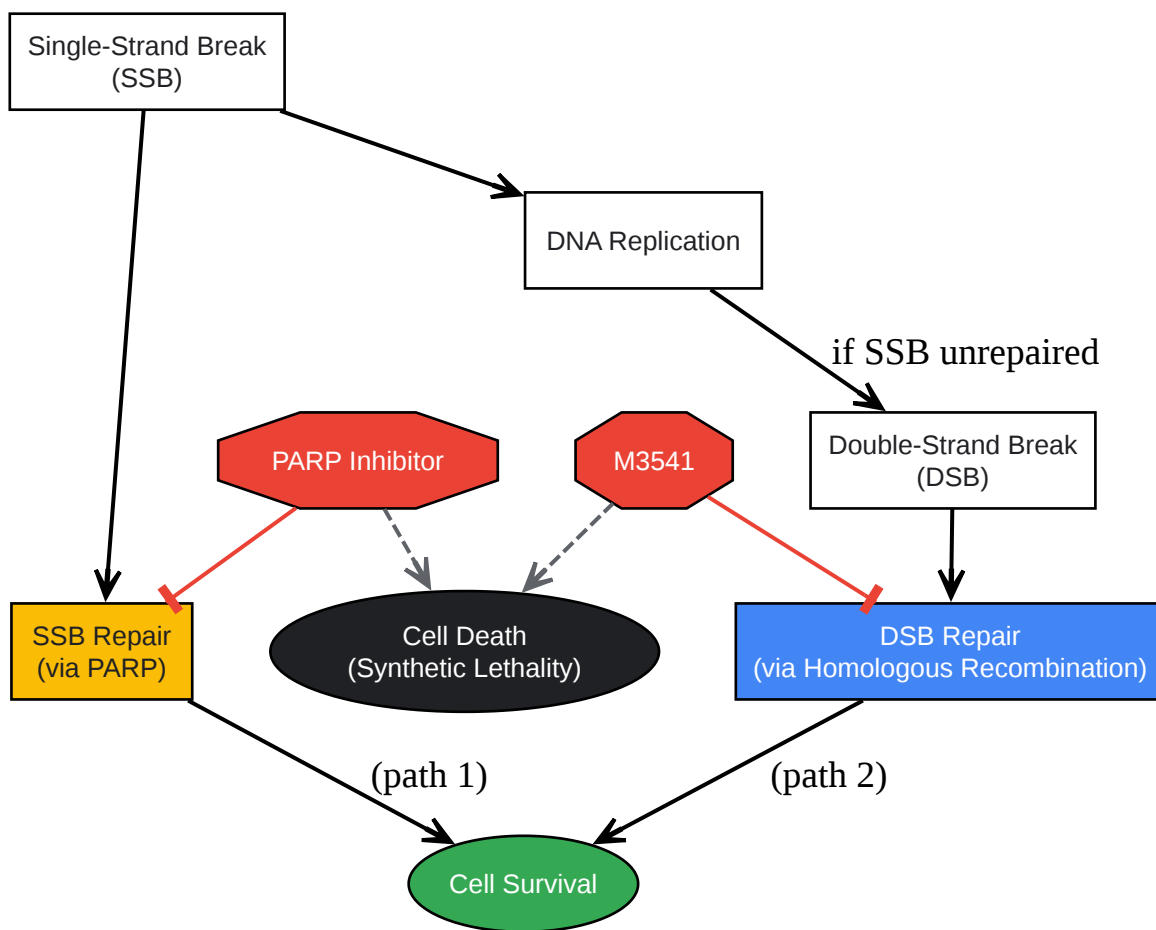 Single-Strand Break
(SSB)
DNA Replication
if SSB unrepaired
PARP Inhibitor
M3541
Double-Strand Break
(DSB)
SSB Repair
(via PARP)
Cell Death
(Synthetic Lethality)
DSB Repair
(via Homologous Recombination)
(path 1)
(path 2)
Cell Survival